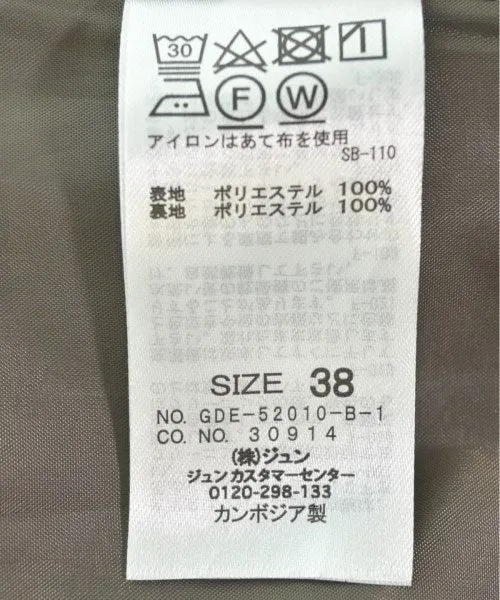 30
F W
アイロンはあて布を使用
SB-110
表地 ポリエステル 100%
裏地 ポリエステル 100%
SIZE 38
NO. GDE-52010-B-1
CO. NO. 30914
(株)ジュン
ジュン カスタマーセンター
0120-298-133
カンボジア製